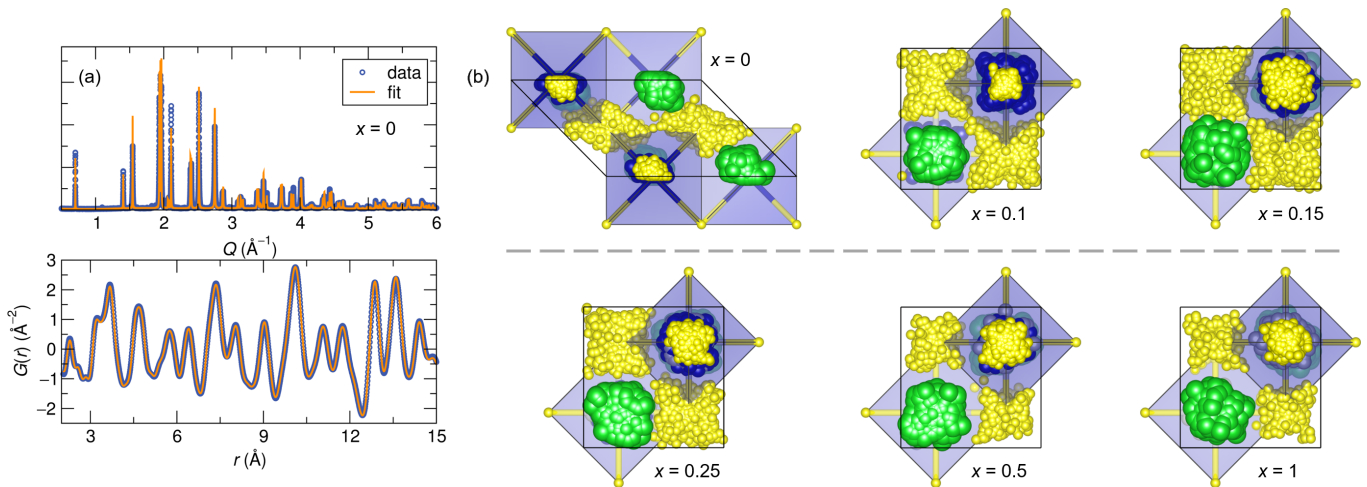 (a)
data
fit
x = 0
1 2 3 4 5 6
Q (Å⁻¹)
3
2
1
0
-1
-2
G(r) (Å⁻²)
3 6 9 12 15
r (Å)
(b)
x = 0
x = 0.1
x = 0.15
x = 0.25
x = 0.5
x = 1